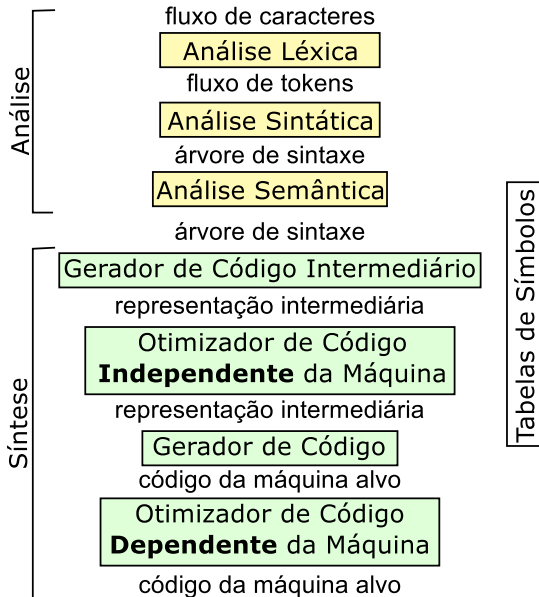 fluxo de caracteres
Análise Léxica
fluxo de tokens
Análise Sintática
árvore de sintaxe
Análise Semântica
árvore de sintaxe
Análise
Gerador de Código Intermediário
representação intermediária
Otimizador de Código
Independente da Máquina
representação intermediária
Gerador de Código
código da máquina alvo
Otimizador de Código
Dependente da Máquina
código da máquina alvo
Síntese
Tabelas de Símbolos